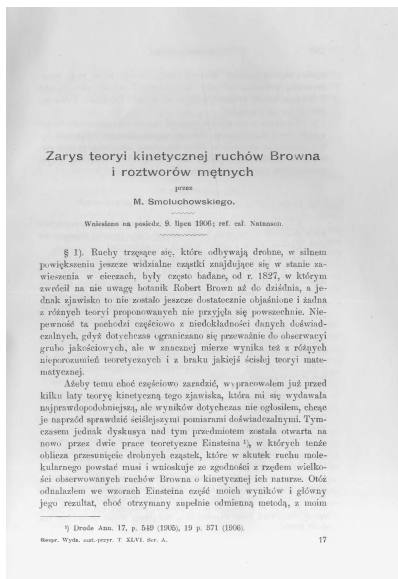 Zarys teoryi kinetycznej ruchów Browna
i roztworów mętnych
przez
M. Smoluchowskiego.
Wniesiono na posiedz. 9. lipca 1906; ref. czł. Natanson.
§ 1). Ruchy trzęsące się, które odbywają drobne, w silnem
powiększeniu jeszcze widzialne cząstki znajdujące się w stanie za-
wieszenia w cieczach, były często badane, od r. 1827, w którym
zwrócił na nie uwagę botanik Robert Brown aż do dziśdnia, a je-
dnak zjawisko to nie zostało jeszcze dostatecznie objaśnione i żadna
z różnych teoryi proponowanych nie przyjęła się powszechnie. Nie-
pewność ta pochodzi częściowo z niedokładności danych doświad-
czalnych, gdyż dotychczas ograniczano się przeważnie do obserwacyi
grubo jakościowych, ale w znacznej mierze wynika też z różnych
nieporozumień teoretycznych i z braku jakiejś ścisłej teoryi mate-
matycznej.
Ażeby temu choć częściowo zaradzić, wypracowałem już przed
kilku laty teoryę kinetyczną tego zjawiska, która mi się wydawała
najprawdopodobniejszą, ale wyników dotychczas nie ogłosiłem, chcąc
je naprzód sprawdzić ściślejszymi pomiarami doświadczalnymi. Tym-
czasem jednak dyskusya nad tym przedmiotem została otwarta na
nowo przez dwie prace teoretyczne Einsteina ¹), w których tenże
oblicza przesunięcie drobnych cząstek, które w skutek ruchu mole-
kularnego powstać musi i wnioskuje ze zgodności z rzędem wielko-
ści obserwowanych ruchów Browna o kinetycznej ich naturze. Otóż
odnalazłem we wzorach Einsteina część moich wyników i główny
jego rezultat, choć otrzymany zupełnie odmienną metodą, z moim
¹) Drude Ann. 17, p. 549 (1905), 19 p. 371 (1906).
Rozpr. Wydz. mat.-przyr. T. XLVI. Ser. A.
17